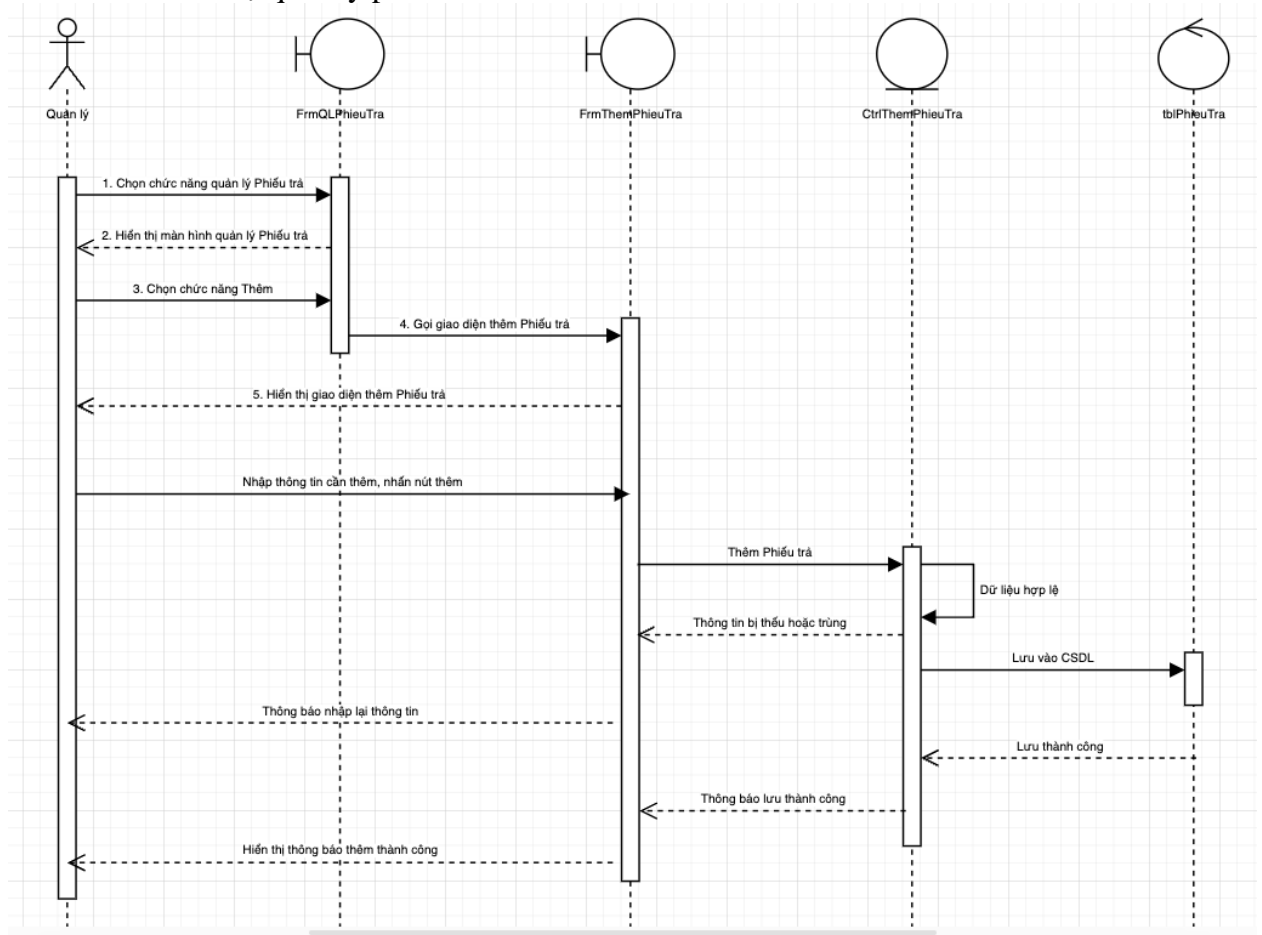 Quản lý
FrmQLPhieuTra
FrmThemPhieuTra
CtrlThemPhieuTra
tblPhieuTra
1. Chọn chức năng quản lý Phiếu trả
2. Hiển thị màn hình quản lý Phiếu trả
3. Chọn chức năng Thêm
4. Gọi giao diện thêm Phiếu trả
5. Hiển thị giao diện thêm Phiếu trả
Nhập thông tin cần thêm, nhấn nút thêm
Thêm Phiếu trả
Dữ liệu hợp lệ
Thông tin bị thếu hoặc trùng
Lưu vào CSDL
Thông báo nhập lại thông tin
Lưu thành công
Thông báo lưu thành công
Hiển thị thông báo thêm thành công